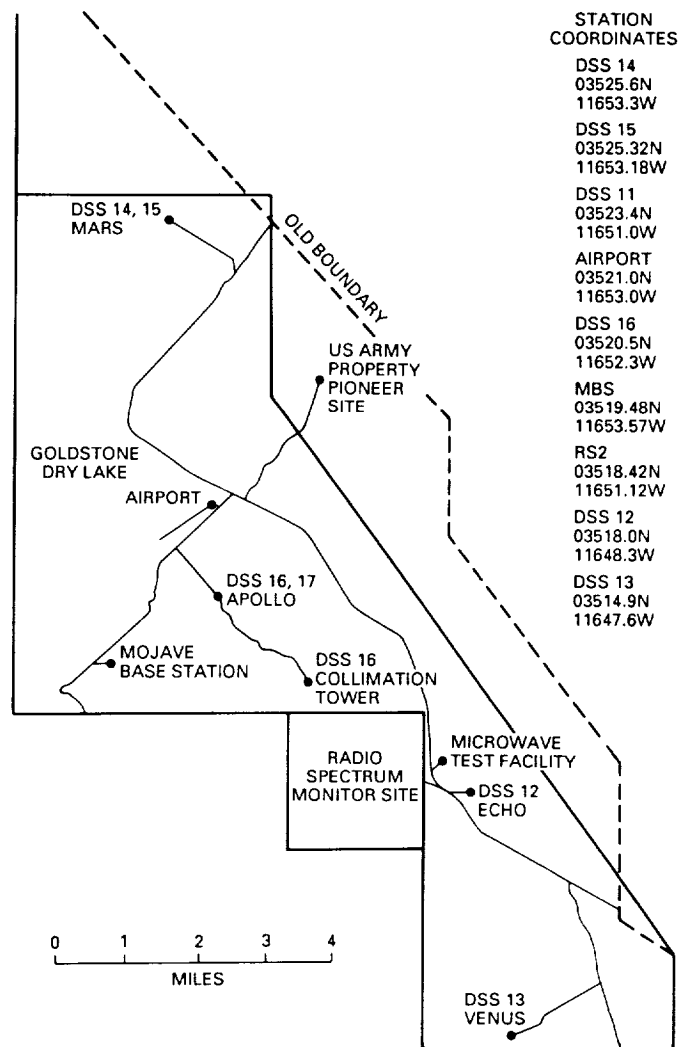 STATION
COORDINATES
DSS 14
03525.6N
11653.3W
DSS 15
03525.32N
11653.18W
DSS 11
03523.4N
11651.0W
AIRPORT
03521.0N
11653.0W
DSS 16
03520.5N
11652.3W
MBS
03519.48N
11653.57W
RS2
03518.42N
11651.12W
DSS 12
03518.0N
11648.3W
DSS 13
03514.9N
11647.6W
DSS 14, 15
MARS
OLD BOUNDARY
US ARMY
PROPERTY
PIONEER
SITE
GOLDSTONE
DRY LAKE
AIRPORT
DSS 16, 17
APOLLO
MOJAVE
BASE STATION
DSS 16
COLLIMATION
TOWER
RADIO
SPECTRUM
MONITOR SITE
MICROWAVE
TEST FACILITY
DSS 12
ECHO
0 1 2 3 4
MILES
DSS 13
VENUS